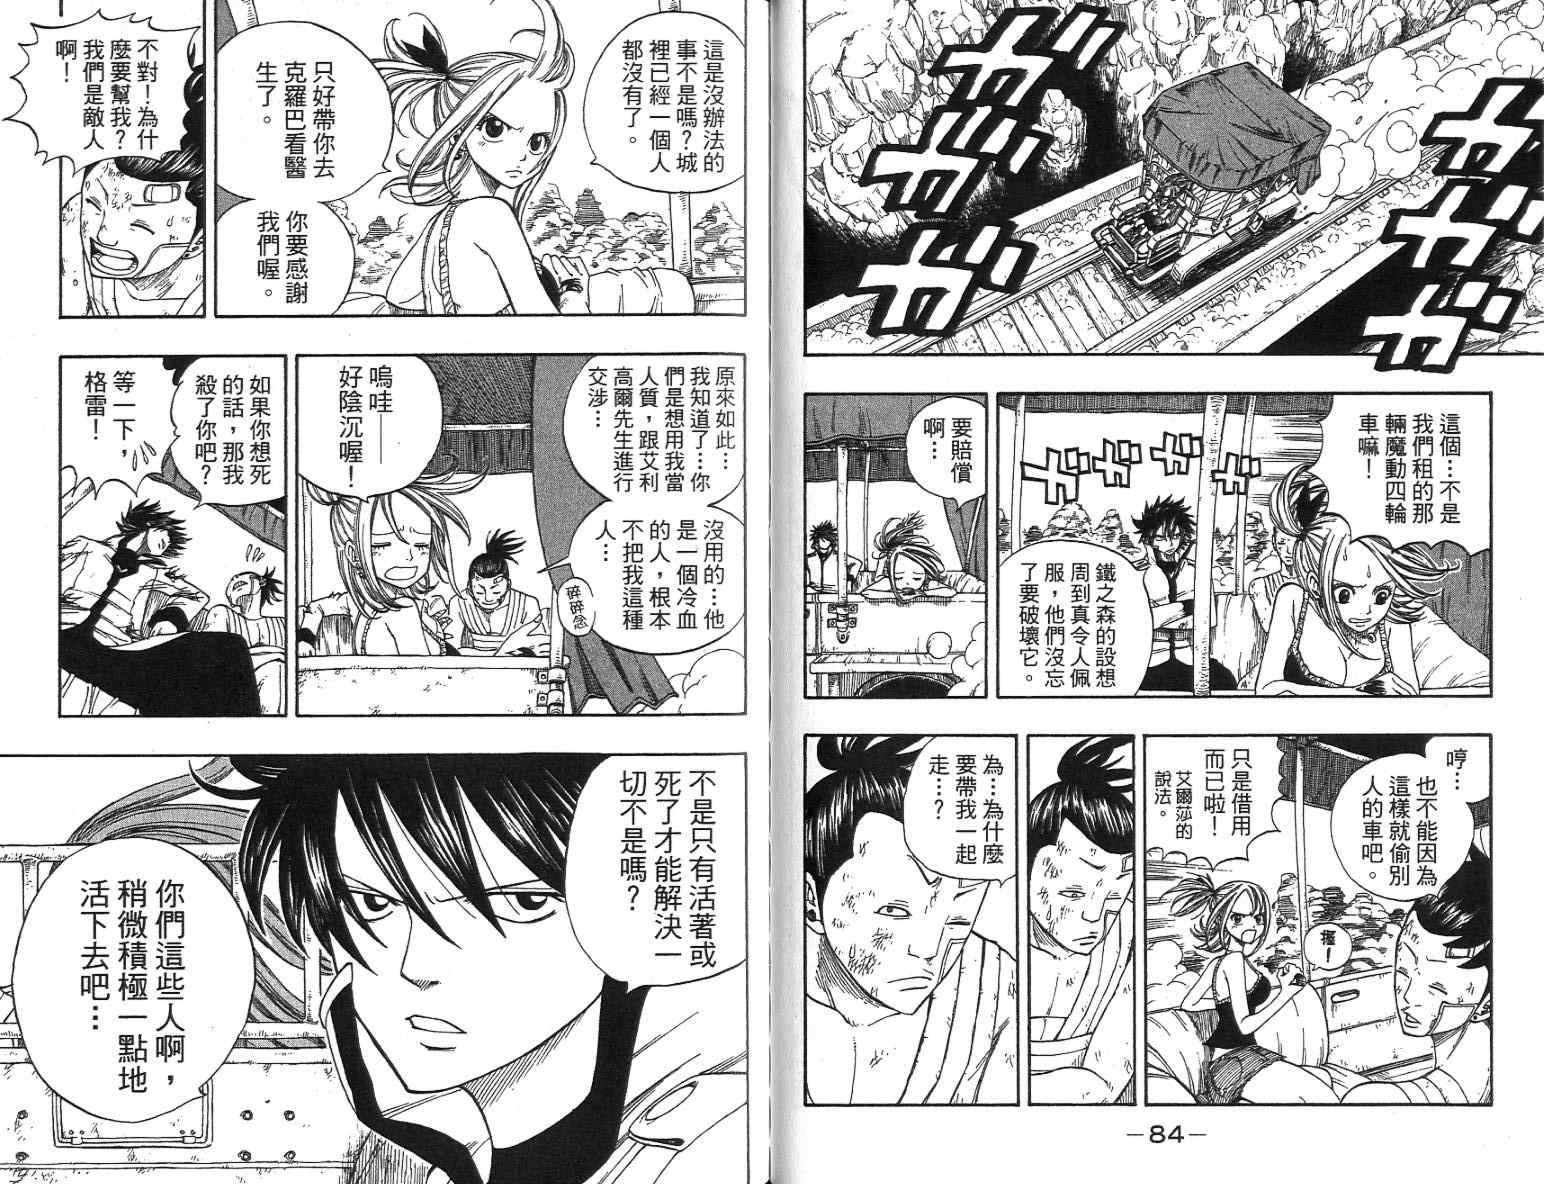 ガガガ
ガガガ
這個…不是
我們租的那
輛魔動四輪
車嘛！
ガガガガ
鐵之森的設想
周到真令人佩
服，他們沒忘
了要破壞它。
要賠償
啊…
哼…
也不能因為
這樣就偷別
人的車吧。
只是借用
而已啦！
艾爾莎的
說法。
握！
為…為什麼
要帶我一起
走…？
－84－
這是沒辦法的
事不是嗎？城
裡已經一個人
都沒有了。
只好帶你去
克羅巴看醫
生了。
你要感謝
我們喔。
不對！為什
麼要幫我？
我們是敵人
啊！
原來如此…
我知道了…你
們是想用我當
人質，跟艾利
高爾先生進行
交涉…
沒用的…他
是一個冷血
的人，根本
不把我這種
人…
碎碎念
嗚哇——
好陰沉喔！
如果你想死
的話，那我
殺了你吧？
等一下，
格雷！
不是只有活著或
死了才能解決一
切不是嗎？
你們這些人啊，
稍微積極一點地
活下去吧…